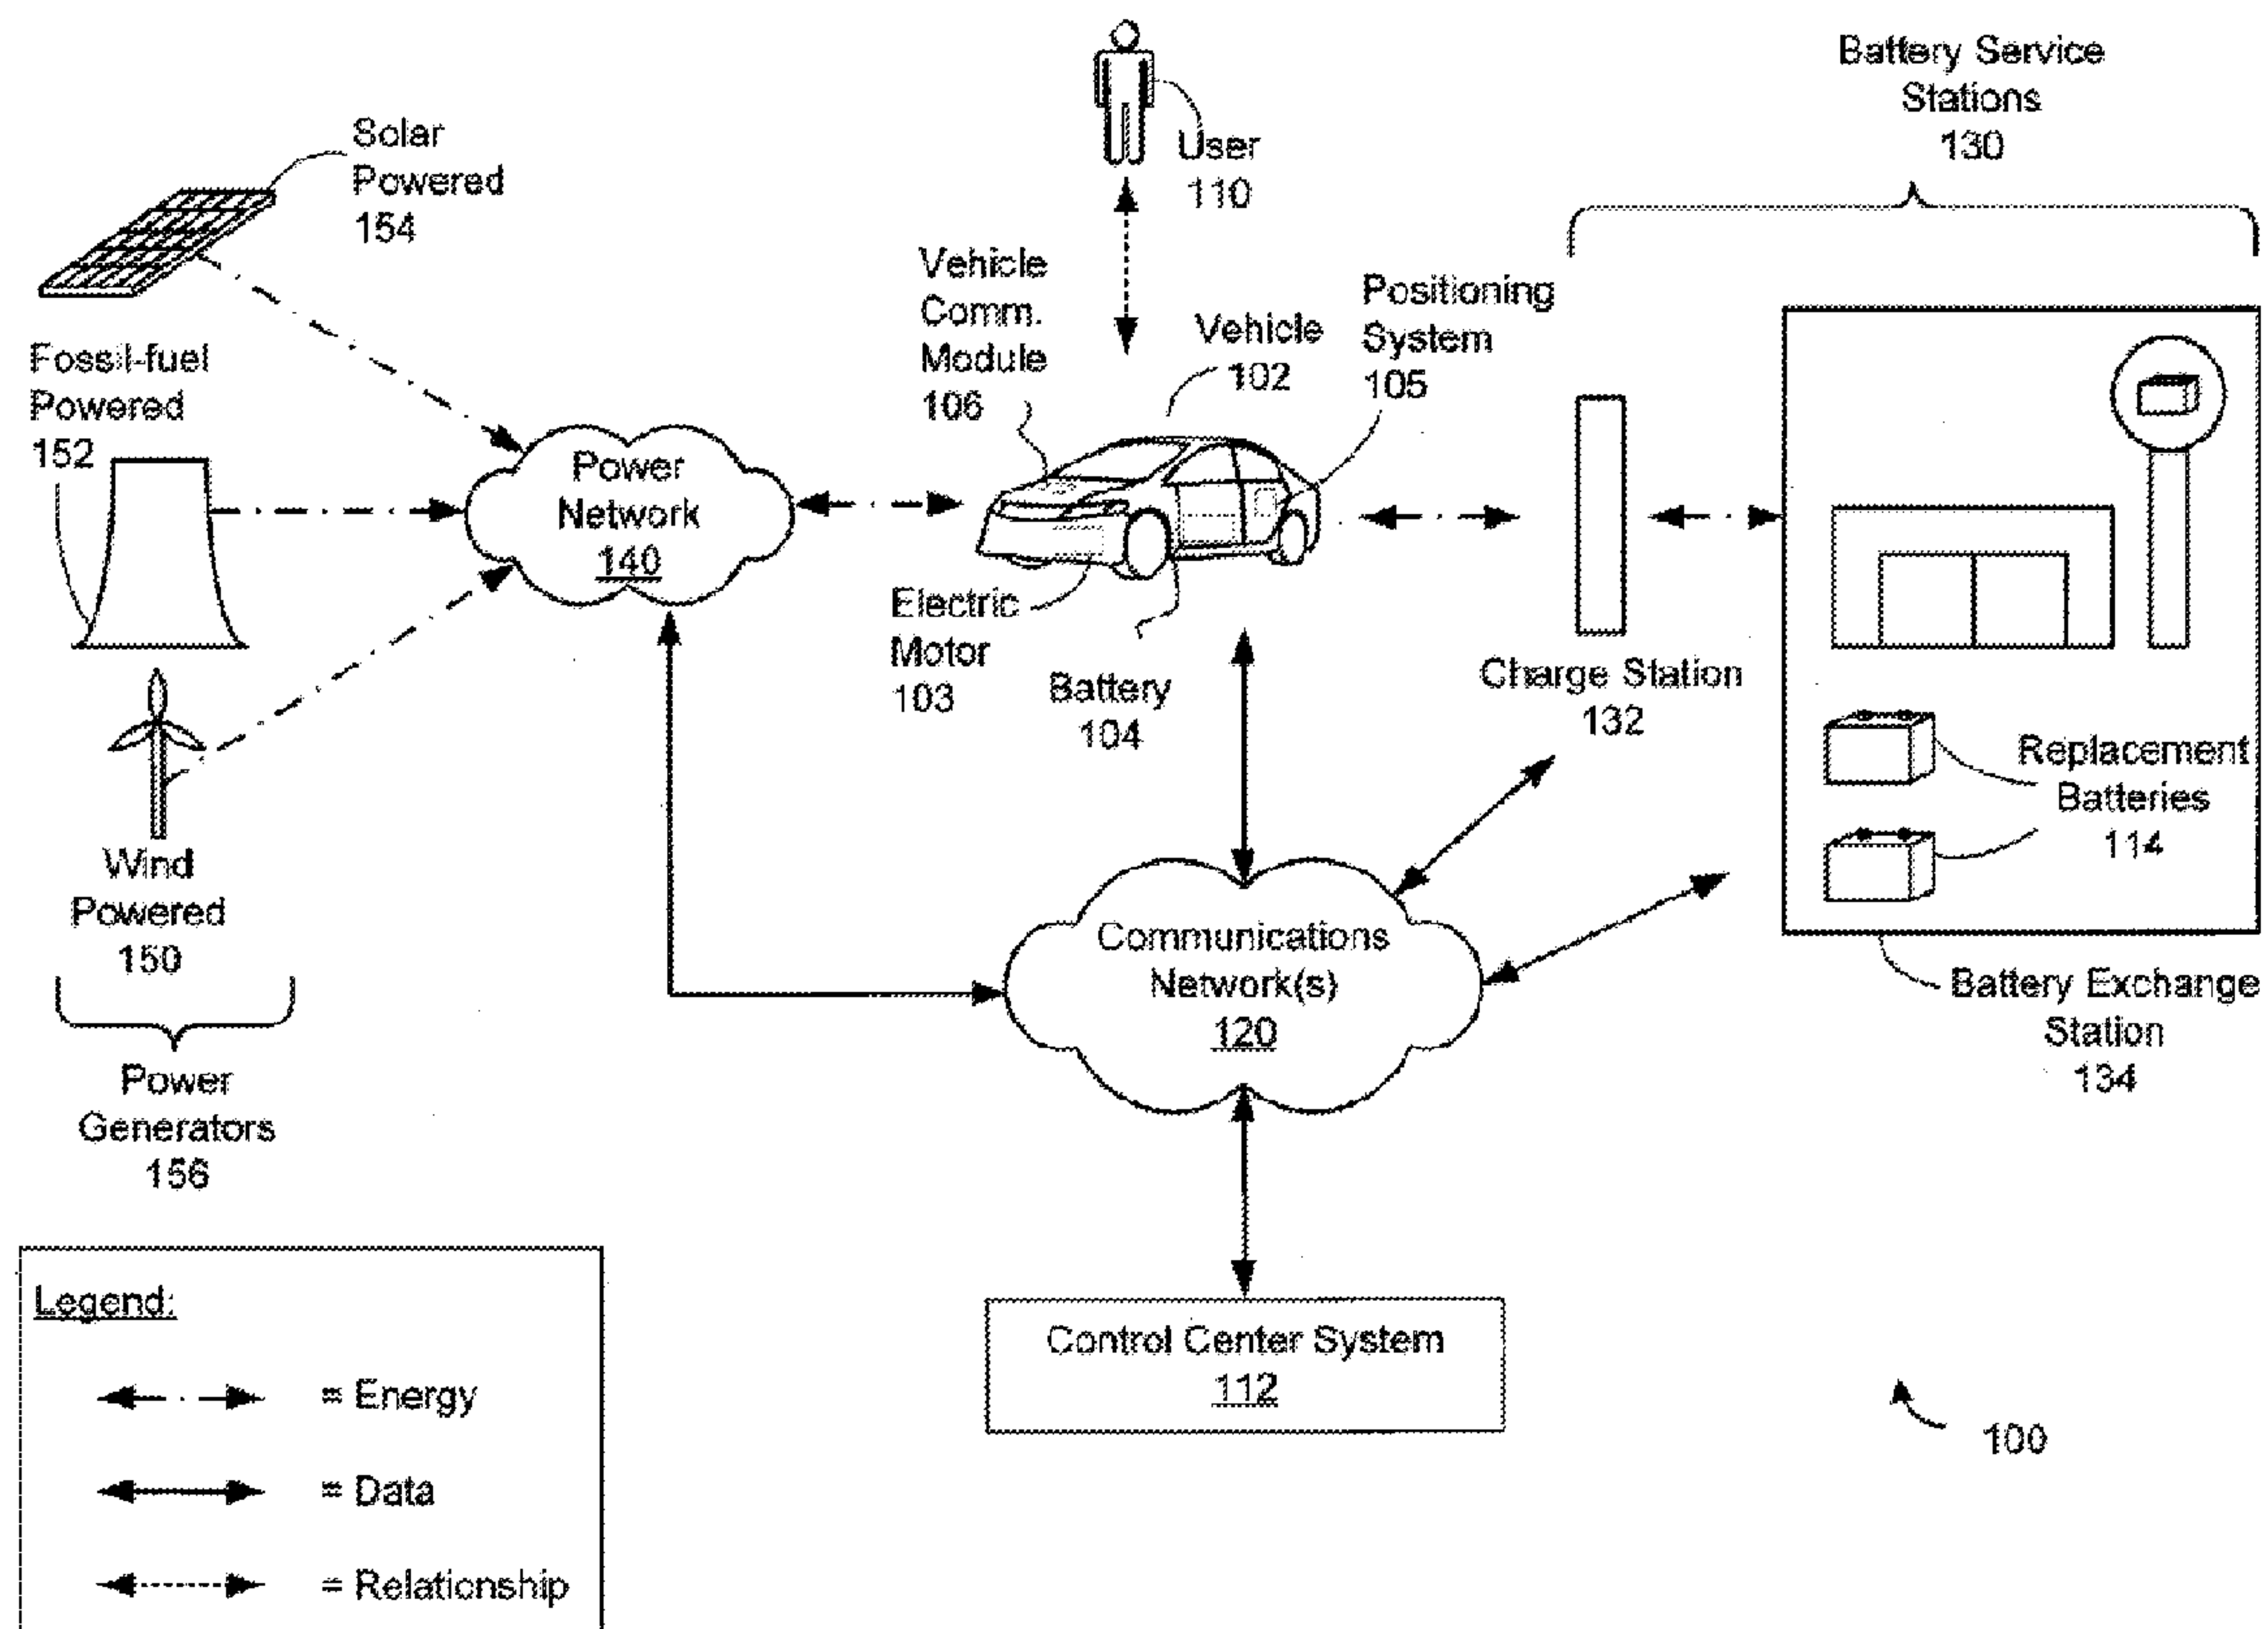 Battery Service
Stations
130
User
110
Solar
Powered
154
Vehicle
Comm.
Module
106
Vehicle
102
Positioning
System
105
Fossil-fuel
Powered
152
Power
Network
140
Electric
Motor
103
Battery
104
Charge Station
132
Replacement
Batteries
114
Wind
Powered
150
Communications
Network(s)
120
Battery Exchange
Station
134
Power
Generators
156
Control Center System
112
100
Legend:
= Energy
= Data
= Relationship